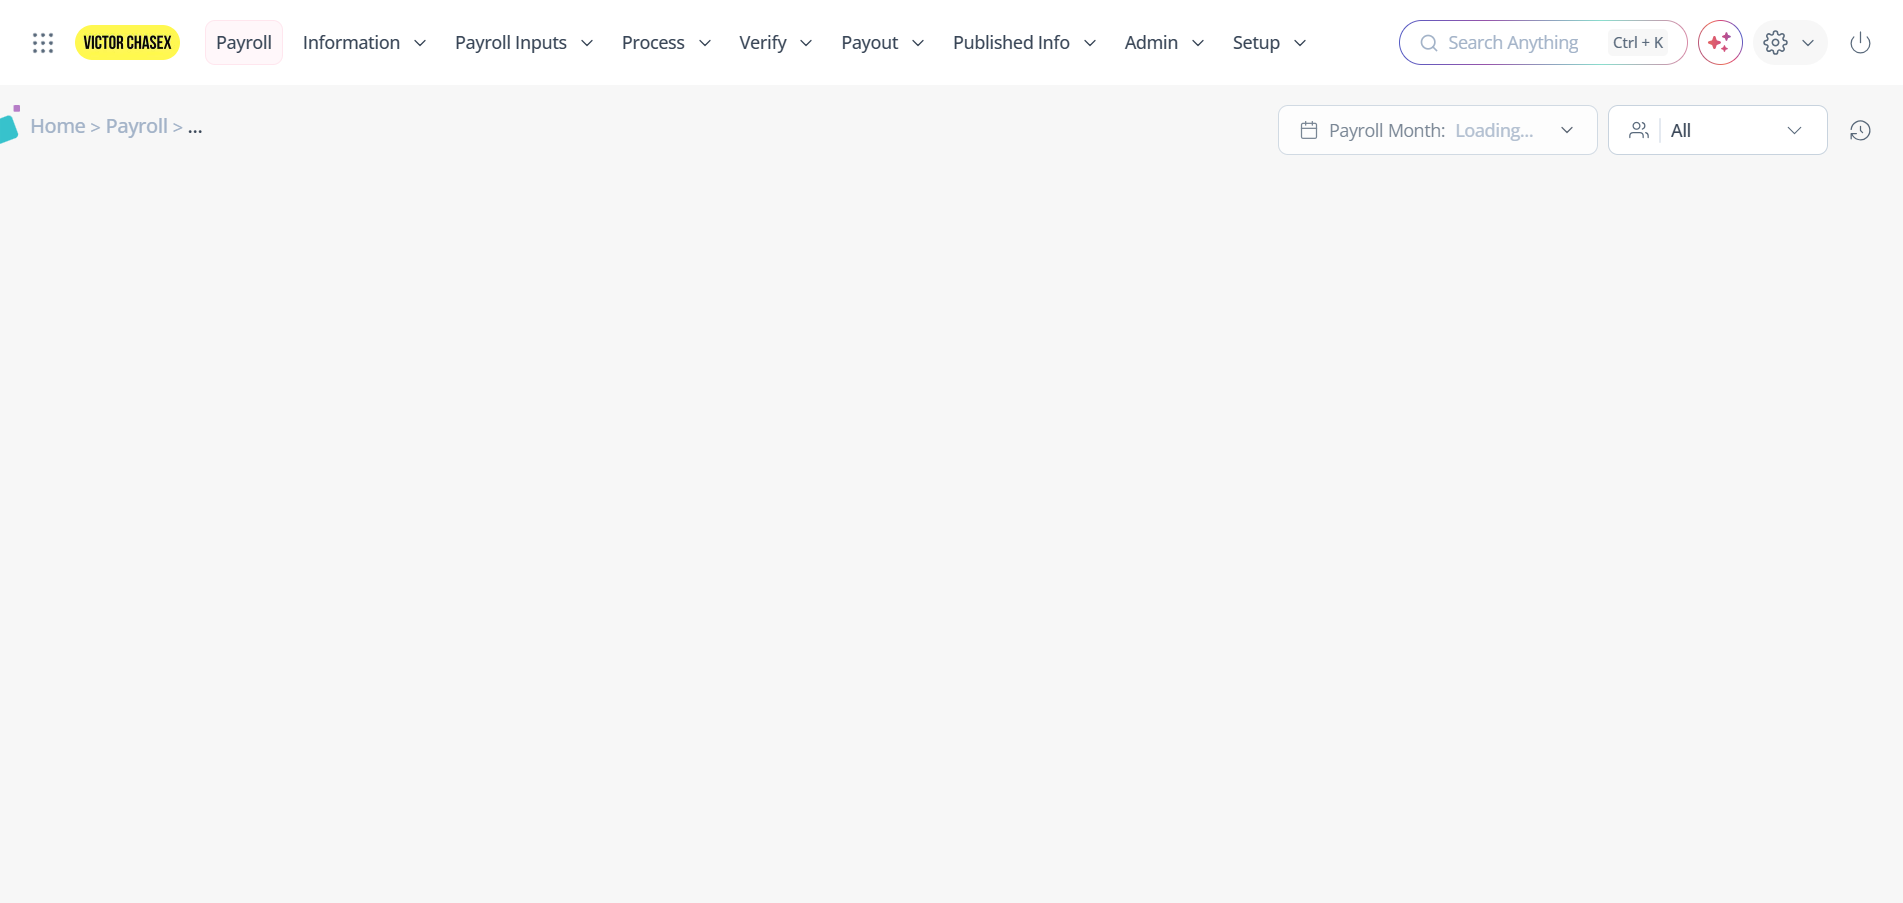 VICTOR CHASEX Payroll Information Payroll Inputs Process Verify Payout Published Info Admin Setup Search Anything Ctrl + K
Home > Payroll > ... Payroll Month: Loading... All